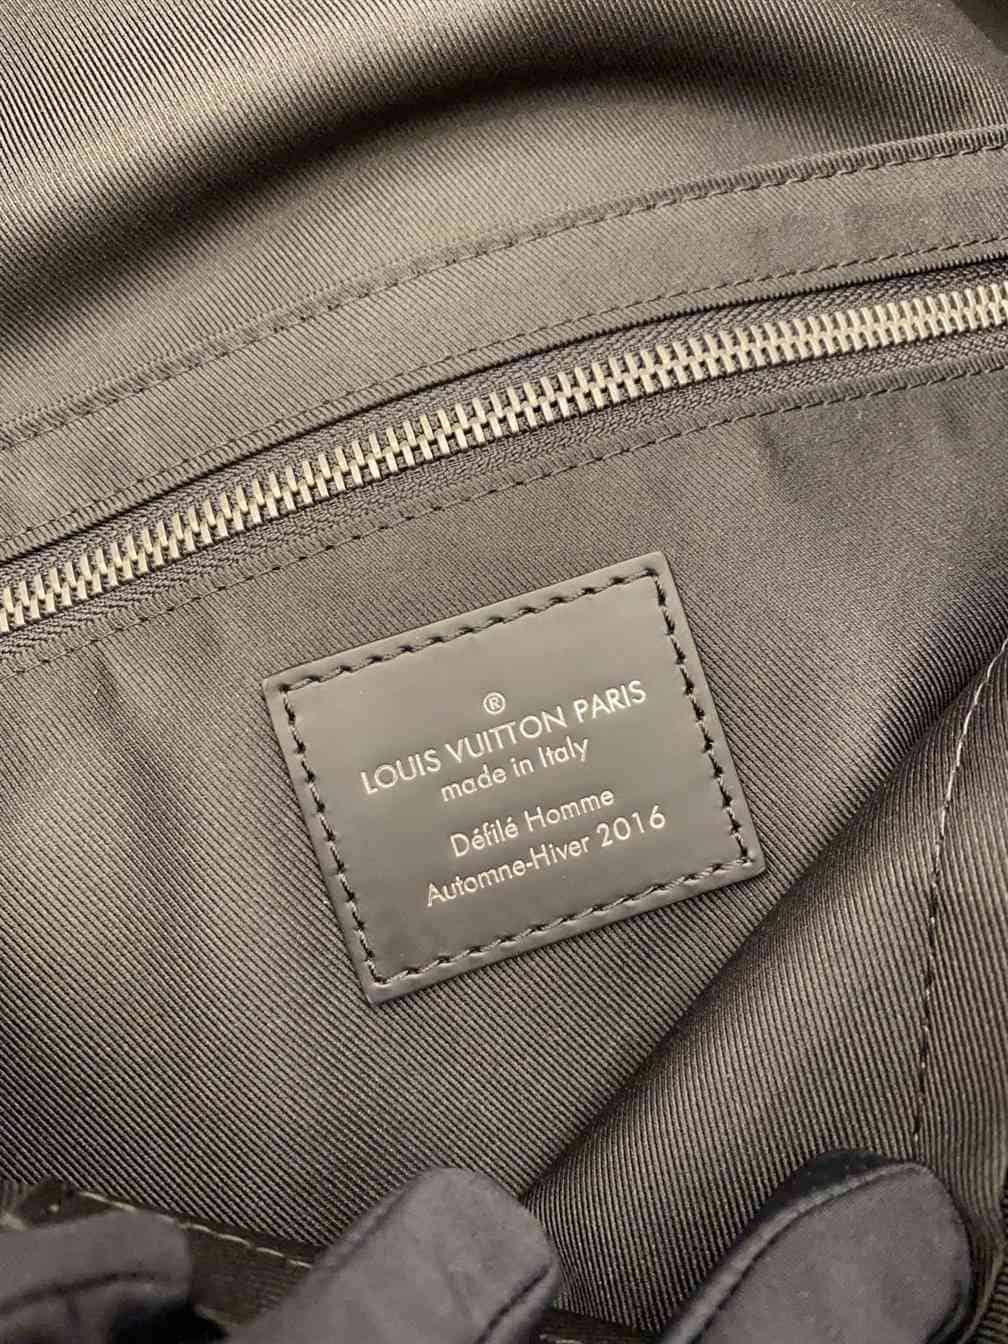 ®
LOUIS VUITTON PARIS
made in Italy
Défilé Homme
Automne-Hiver 2016